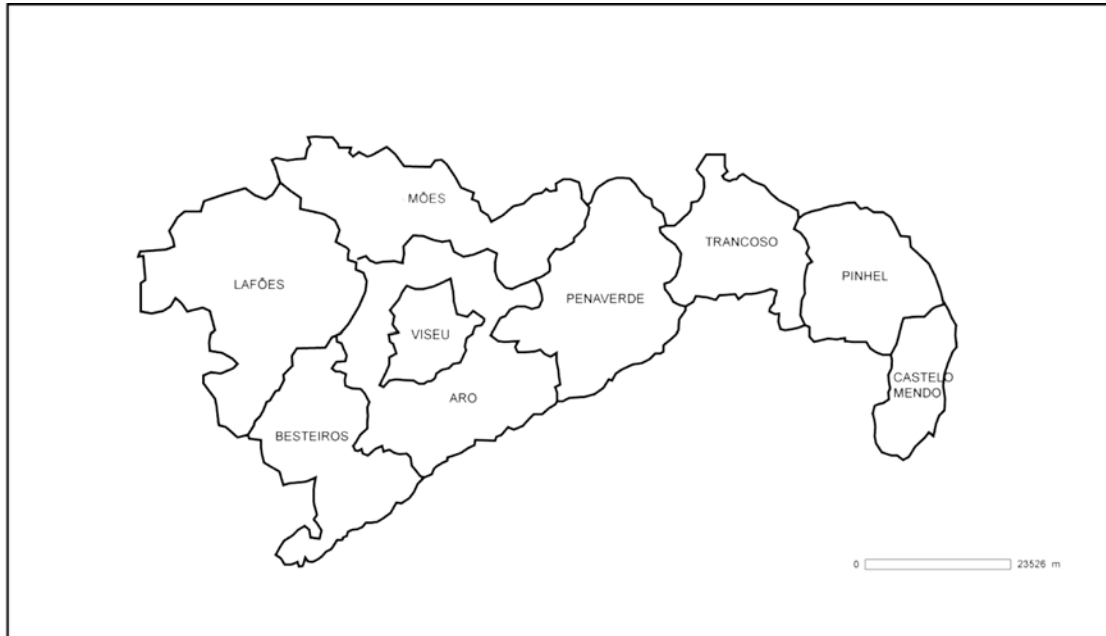 MÕES
TRANCOSO
LAFÕES
PINHEL
PENAVERDE
VISEU
CASTELO
MENDO
ARO
BESTEIROS
0 23526 m